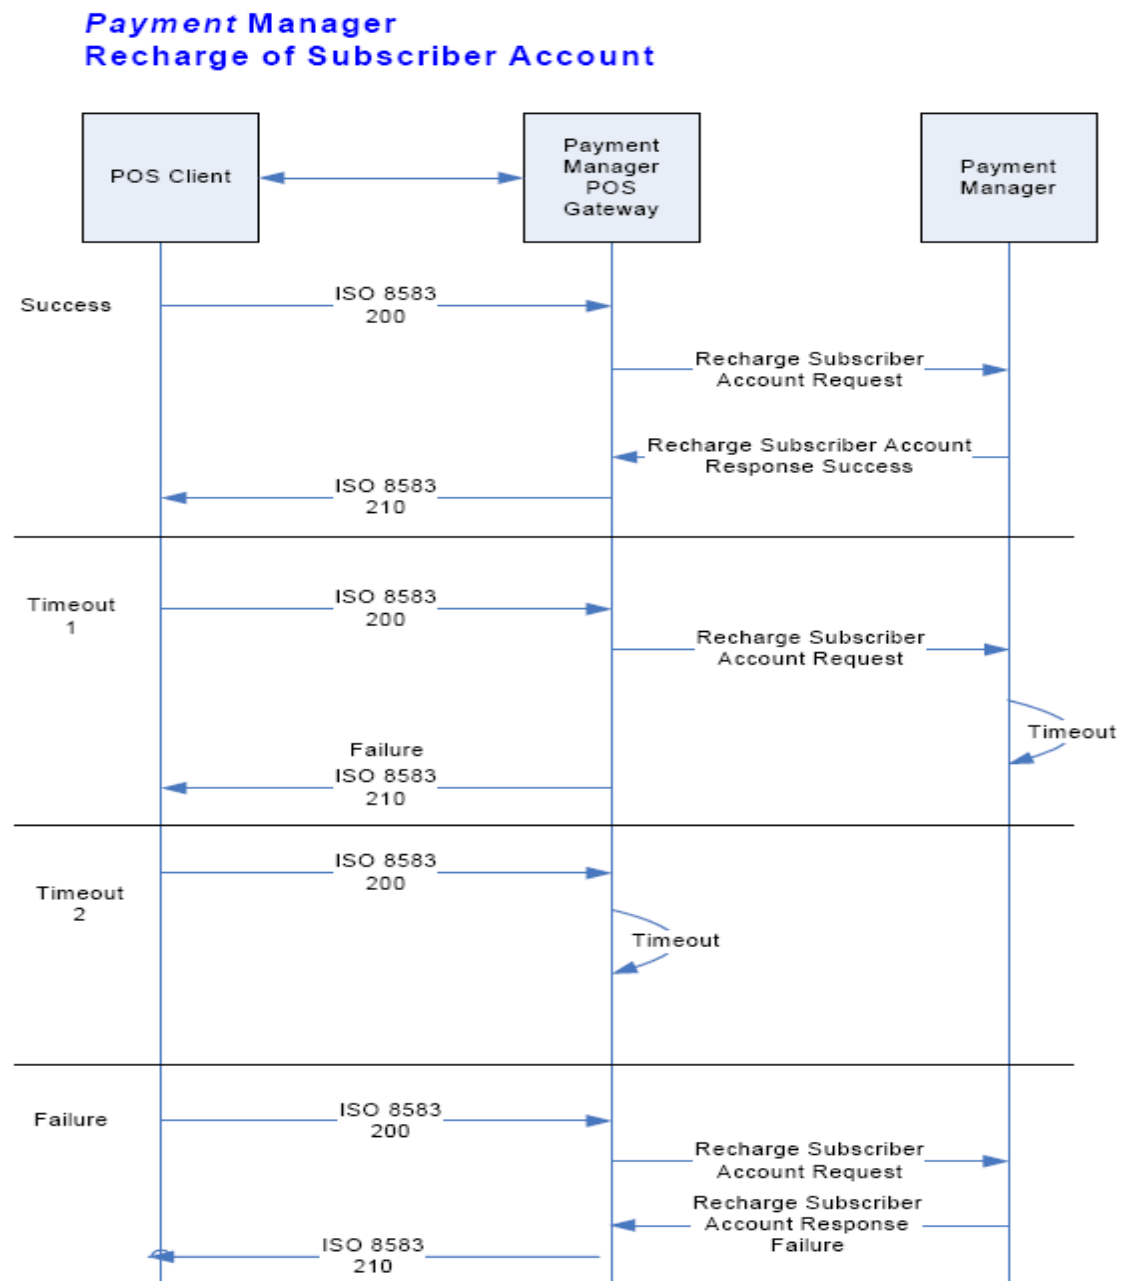 Payment Manager
Recharge of Subscriber Account
POS Client
Payment
Manager
POS
Gateway
Payment
Manager
Success
ISO 8583
200
Recharge Subscriber
Account Request
Recharge Subscriber Account
Response Success
ISO 8583
210
Timeout
1
ISO 8583
200
Recharge Subscriber
Account Request
Timeout
Failure
ISO 8583
210
Timeout
2
ISO 8583
200
Timeout
Failure
ISO 8583
200
Recharge Subscriber
Account Request
Recharge Subscriber
Account Response
Failure
ISO 8583
210